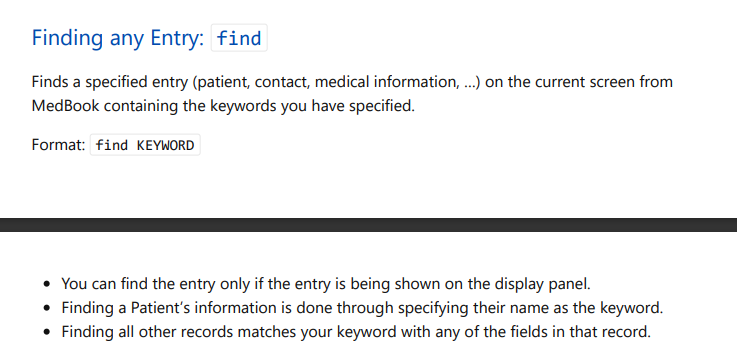 Finding any Entry: find
Finds a specified entry (patient, contact, medical information, …) on the current screen from
MedBook containing the keywords you have specified.
Format: find KEYWORD
• You can find the entry only if the entry is being shown on the display panel.
• Finding a Patient’s information is done through specifying their name as the keyword.
• Finding all other records matches your keyword with any of the fields in that record.